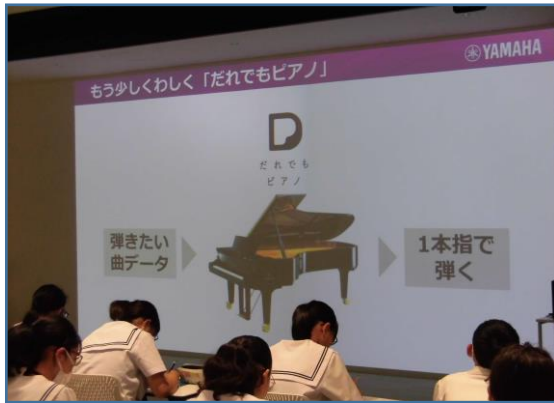 もう少しくわしく「だれでもピアノ」
YAMAHA
だれでも
ピアノ
弾きたい
曲データ
1本指で
弾く